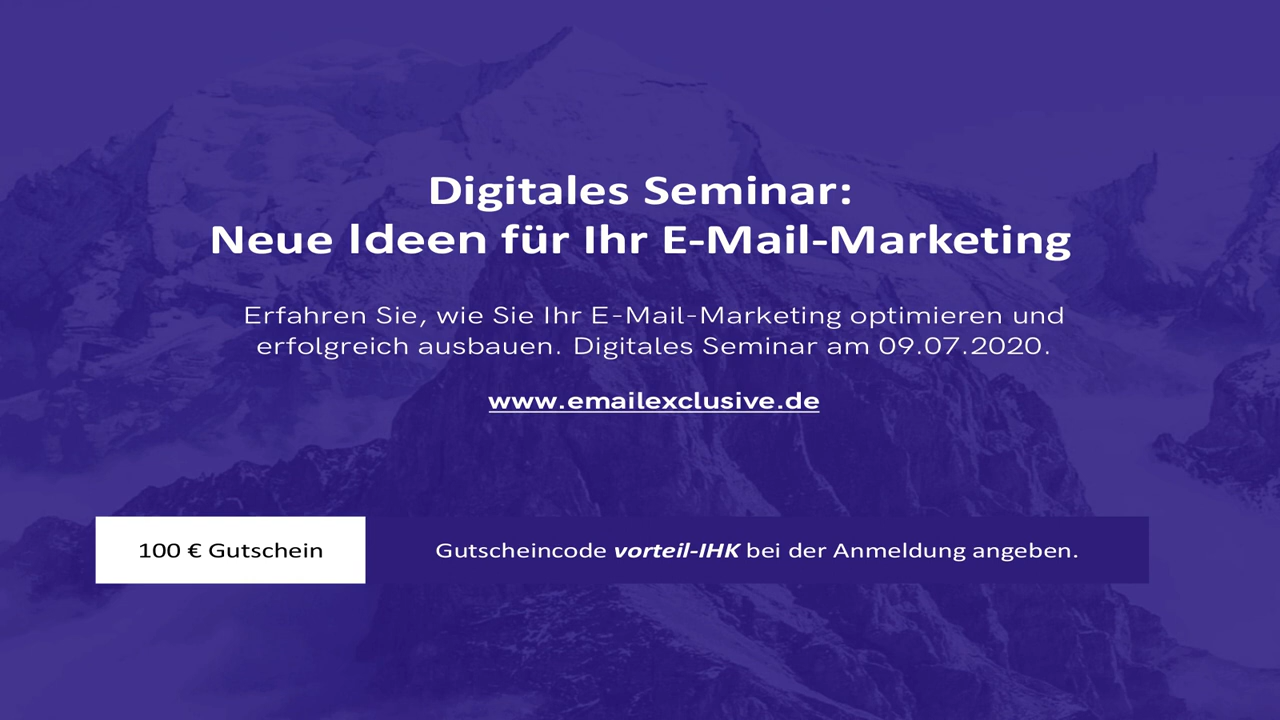 Digitales Seminar:
Neue Ideen für Ihr E-Mail-Marketing
Erfahren Sie, wie Sie Ihr E-Mail-Marketing optimieren und
erfolgreich ausbauen. Digitales Seminar am 09.07.2020.
www.emailexclusive.de
100 € Gutschein
Gutscheincode vorteil-IHK bei der Anmeldung angeben.